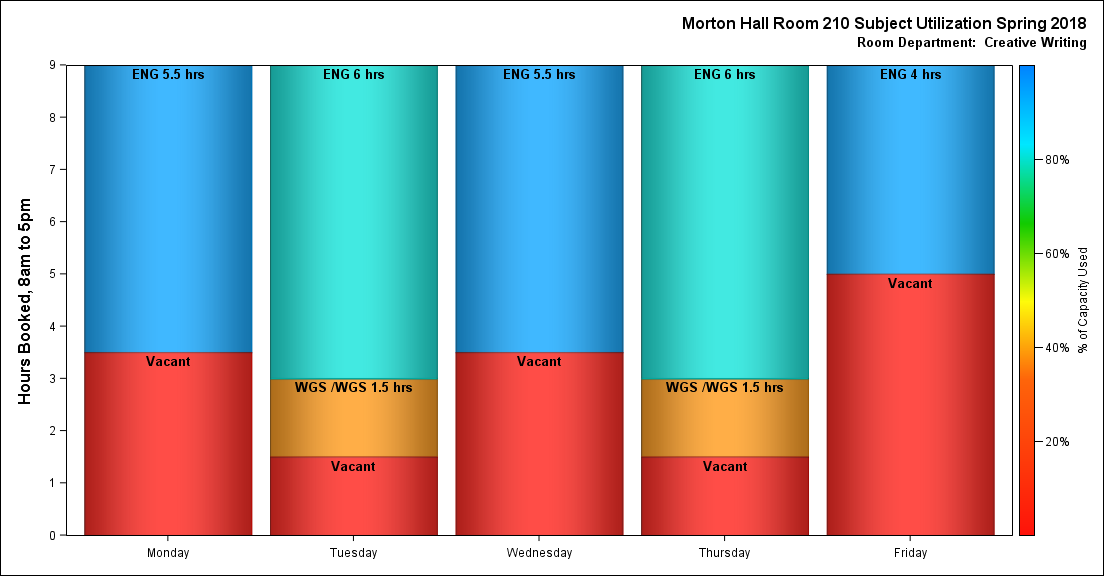 Morton Hall Room 210 Subject Utilization Spring 2018
Room Department:  Creative Writing
Hours Booked, 8am to 5pm
9
8
7
6
5
4
3
2
1
0
ENG 5.5 hrs
Vacant
ENG 6 hrs
WGS /WGS 1.5 hrs
Vacant
ENG 5.5 hrs
Vacant
ENG 6 hrs
WGS /WGS 1.5 hrs
Vacant
ENG 4 hrs
Vacant
Monday
Tuesday
Wednesday
Thursday
Friday
80%
60%
40%
20%
% of Capacity Used